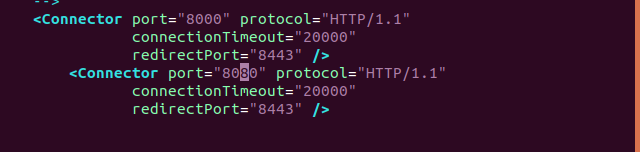 -->
<Connector port="8000" protocol="HTTP/1.1"
connectionTimeout="20000"
redirectPort="8443" />
<Connector port="8080" protocol="HTTP/1.1"
connectionTimeout="20000"
redirectPort="8443" />